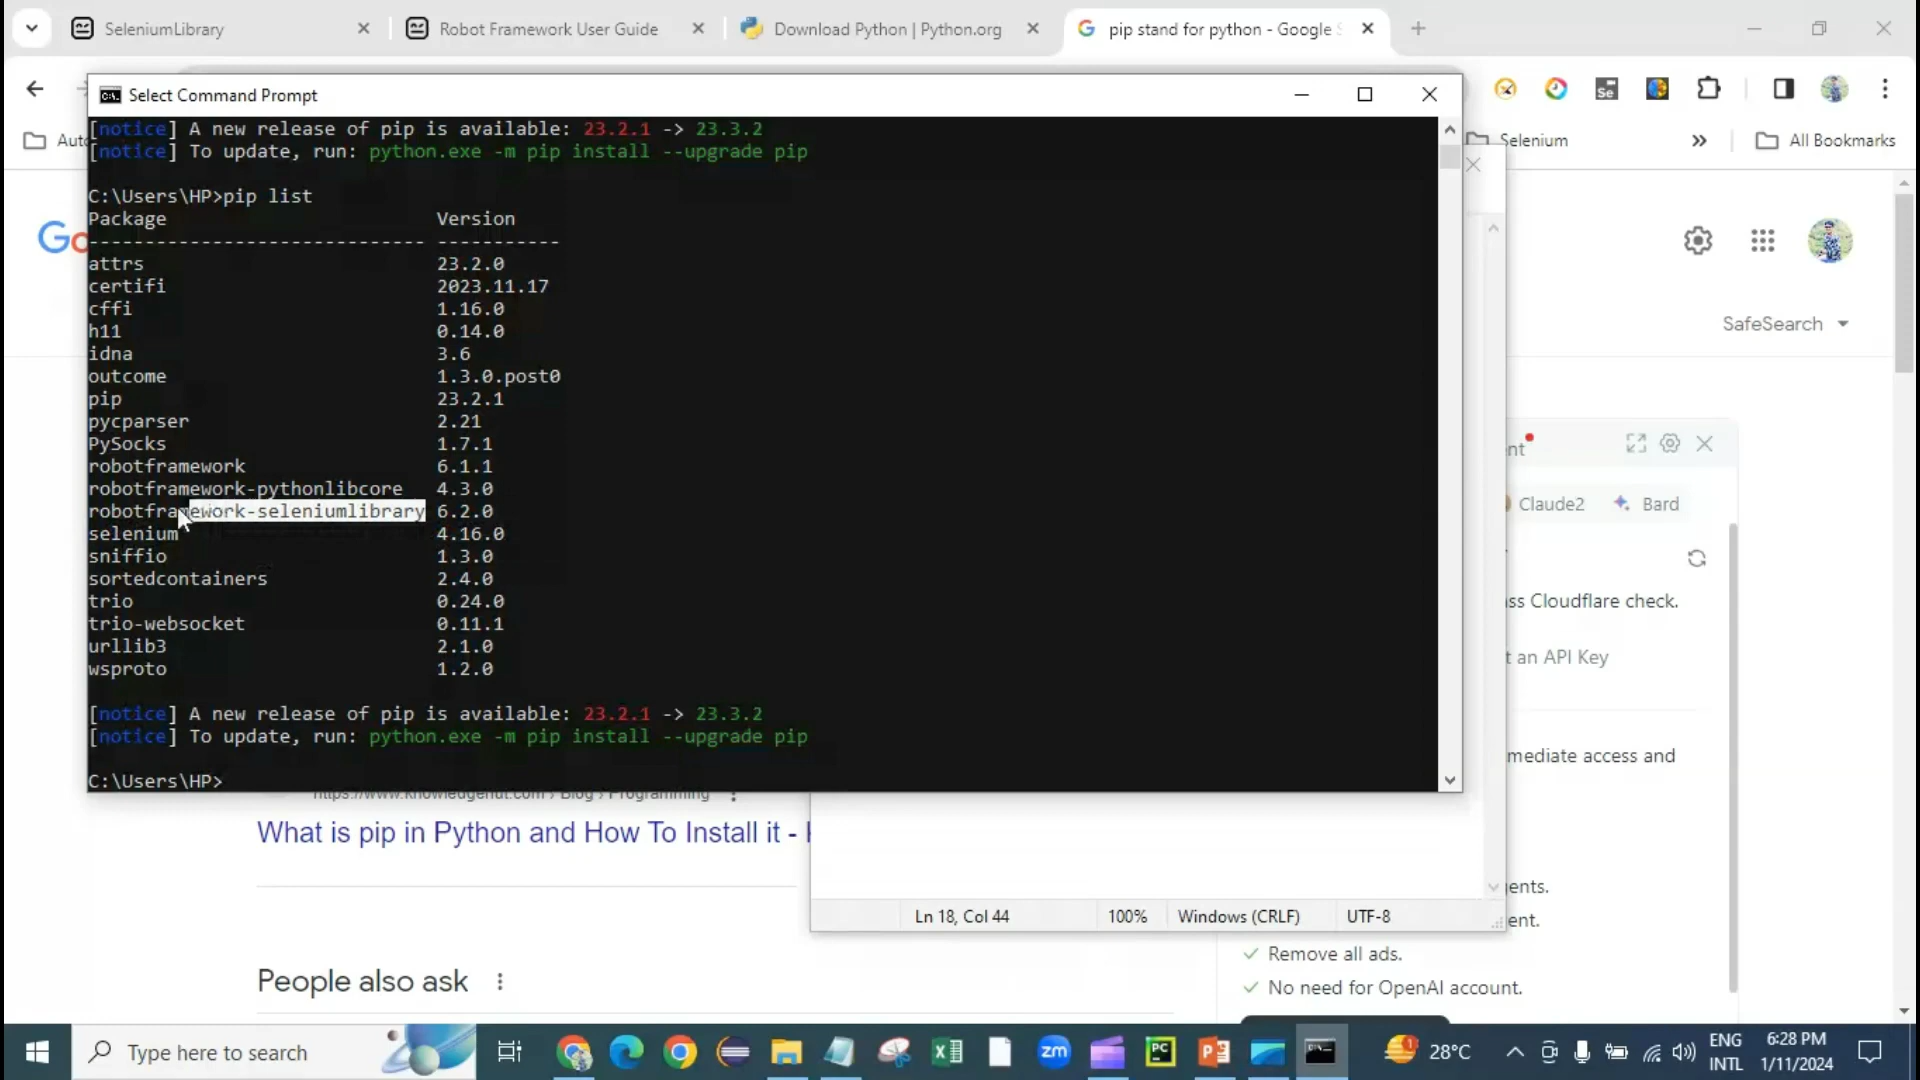 SeleniumLibrary
Robot Framework User Guide
Download Python | Python.org
pip stand for python - Google
Select Command Prompt
Selenium
All Bookmarks
[notice] A new release of pip is available: 23.2.1 -> 23.3.2
[notice] To update, run: python.exe -m pip install --upgrade pip
C:\Users\HP>pip list
Package Version
------------------------------ -----------
attrs 23.2.0
certifi 2023.11.17
cffi 1.16.0
h11 0.14.0
idna 3.6
outcome 1.3.0.post0
pip 23.2.1
pycparser 2.21
PySocks 1.7.1
robotframework 6.1.1
robotframework-pythonlibcore 4.3.0
robotframework-seleniumlibrary 6.2.0
selenium 4.16.0
sniffio 1.3.0
sortedcontainers 2.4.0
trio 0.24.0
trio-websocket 0.11.1
urllib3 2.1.0
wsproto 1.2.0
[notice] A new release of pip is available: 23.2.1 -> 23.3.2
[notice] To update, run: python.exe -m pip install --upgrade pip
C:\Users\HP>
SafeSearch
Claude2
Bard
Cloudflare check.
an API Key
access and
What is pip in Python and How To Install it -
Ln 18, Col 44
100%
Windows (CRLF)
UTF-8
People also ask
Remove all ads.
No need for OpenAI account.
Type here to search
28°C
ENG
INTL
6:28 PM
1/11/2024